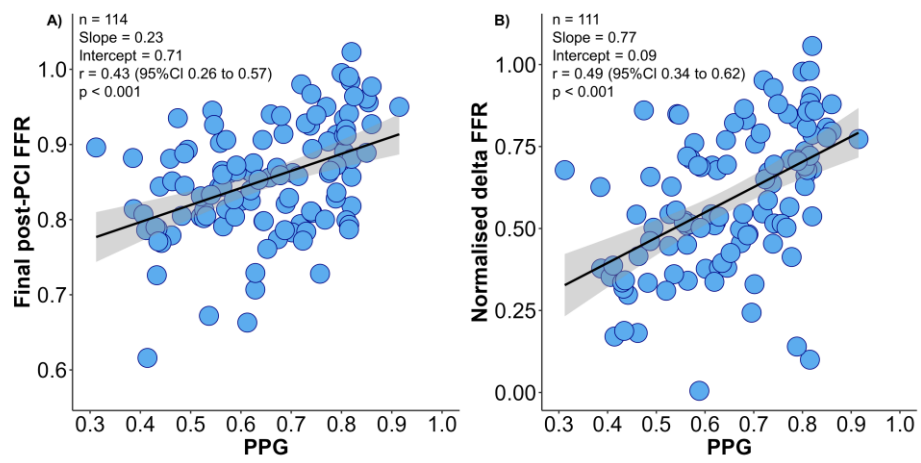 A)
n = 114
Slope = 0.23
Intercept = 0.71
r = 0.43 (95%CI 0.26 to 0.57)
p < 0.001
Final post-PCI FFR
1.0
0.9
0.8
0.7
0.6
0.3 0.4 0.5 0.6 0.7 0.8 0.9 1.0
PPG
B)
n = 111
Slope = 0.77
Intercept = 0.09
r = 0.49 (95%CI 0.34 to 0.62)
p < 0.001
Normalised delta FFR
1.00
0.75
0.50
0.25
0.00
0.3 0.4 0.5 0.6 0.7 0.8 0.9 1.0
PPG